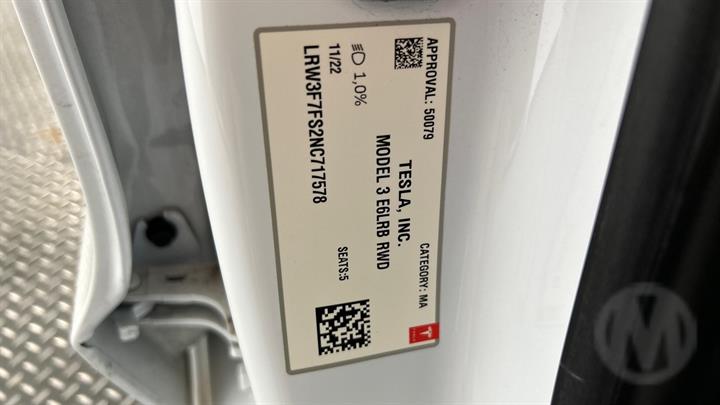 APPROVAL: 50079
CATEGORY: MA
TESLA, INC.
MODEL 3 E6LRB RWD
1,0%
11/22
SEATS:5
LRW3F7FS2NC717578
M